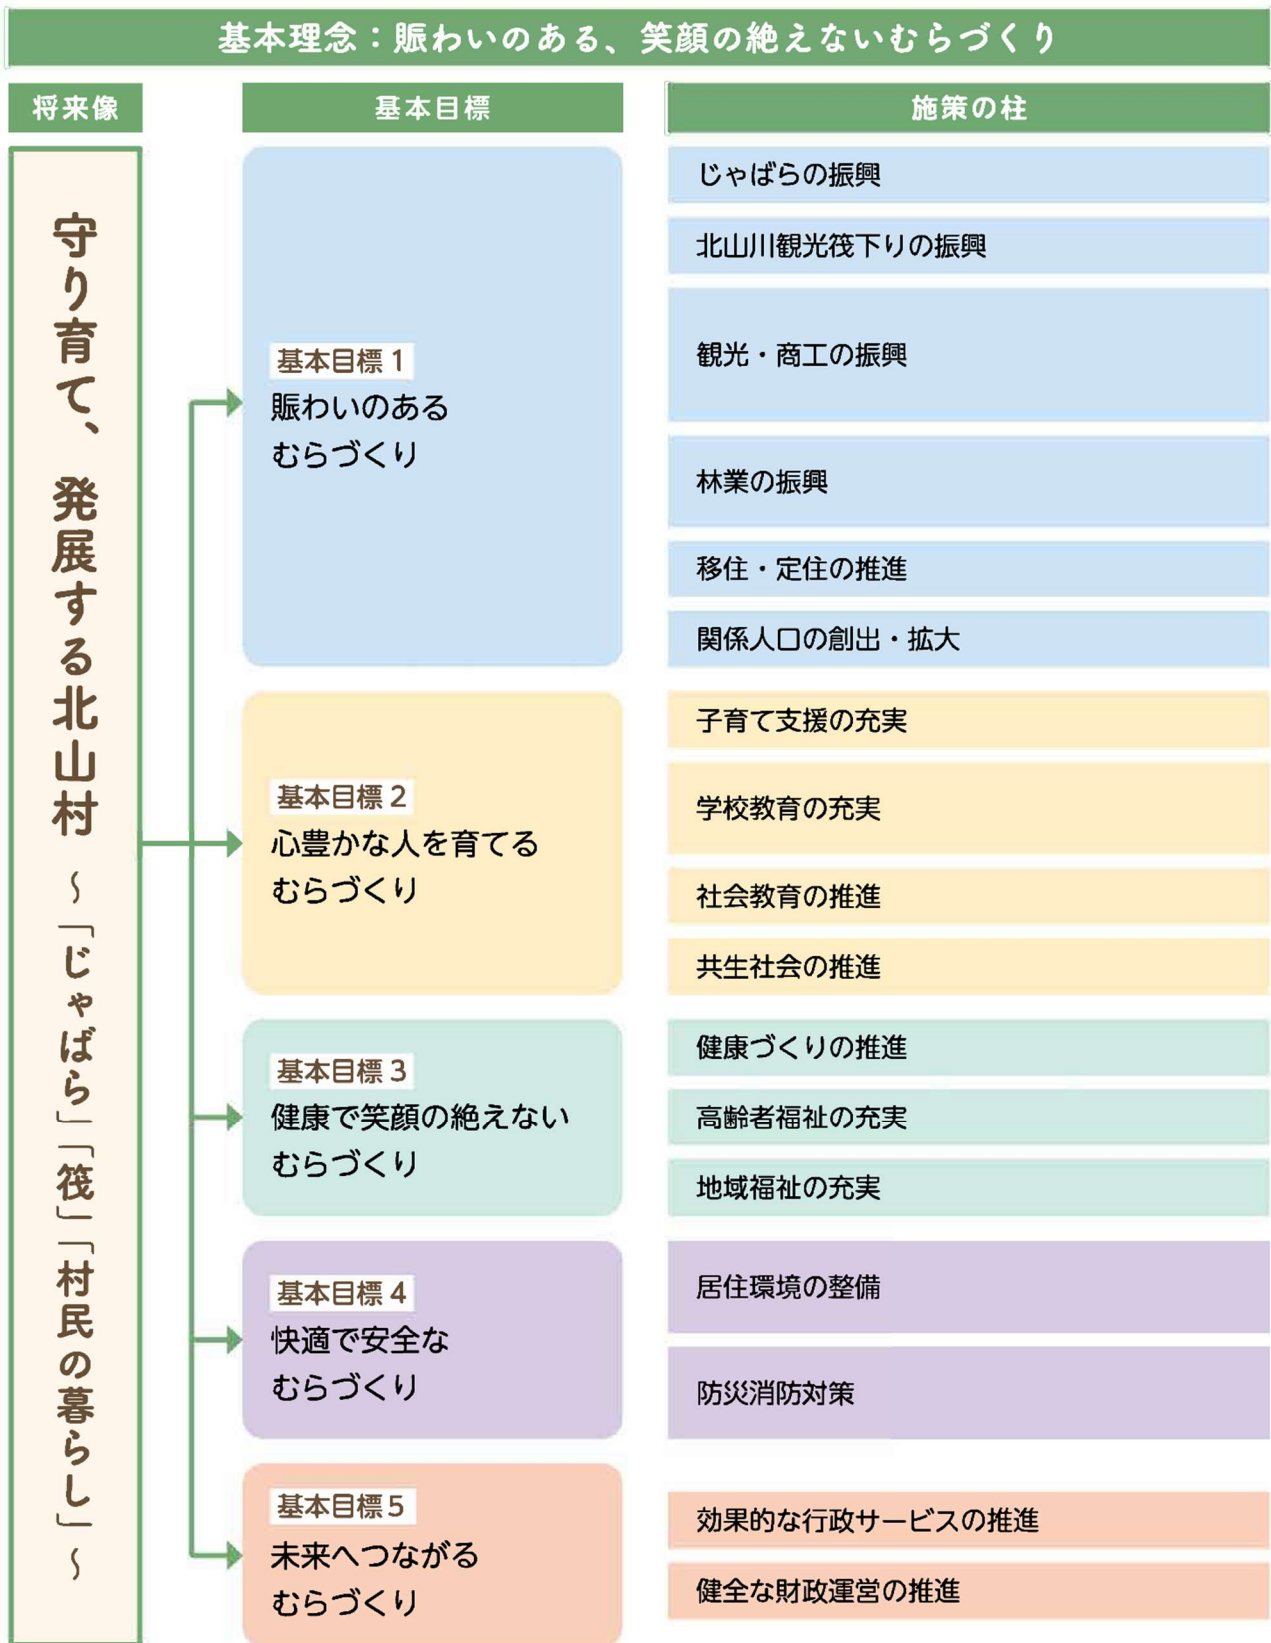 基本理念：賑わいのある、笑顔の絶えないむらづくり
将来像
基本目標
施策の柱
守り育て、発展する北山村 ～「じゃばら」「筏」「村民の暮らし」～
基本目標1
賑わいのある
むらづくり
じゃばらの振興
北山川観光筏下りの振興
観光・商工の振興
林業の振興
移住・定住の推進
関係人口の創出・拡大
基本目標2
心豊かな人を育てる
むらづくり
子育て支援の充実
学校教育の充実
社会教育の推進
共生社会の推進
基本目標3
健康で笑顔の絶えない
むらづくり
健康づくりの推進
高齢者福祉の充実
地域福祉の充実
基本目標4
快適で安全な
むらづくり
居住環境の整備
防災消防対策
基本目標5
未来へつながる
むらづくり
効果的な行政サービスの推進
健全な財政運営の推進